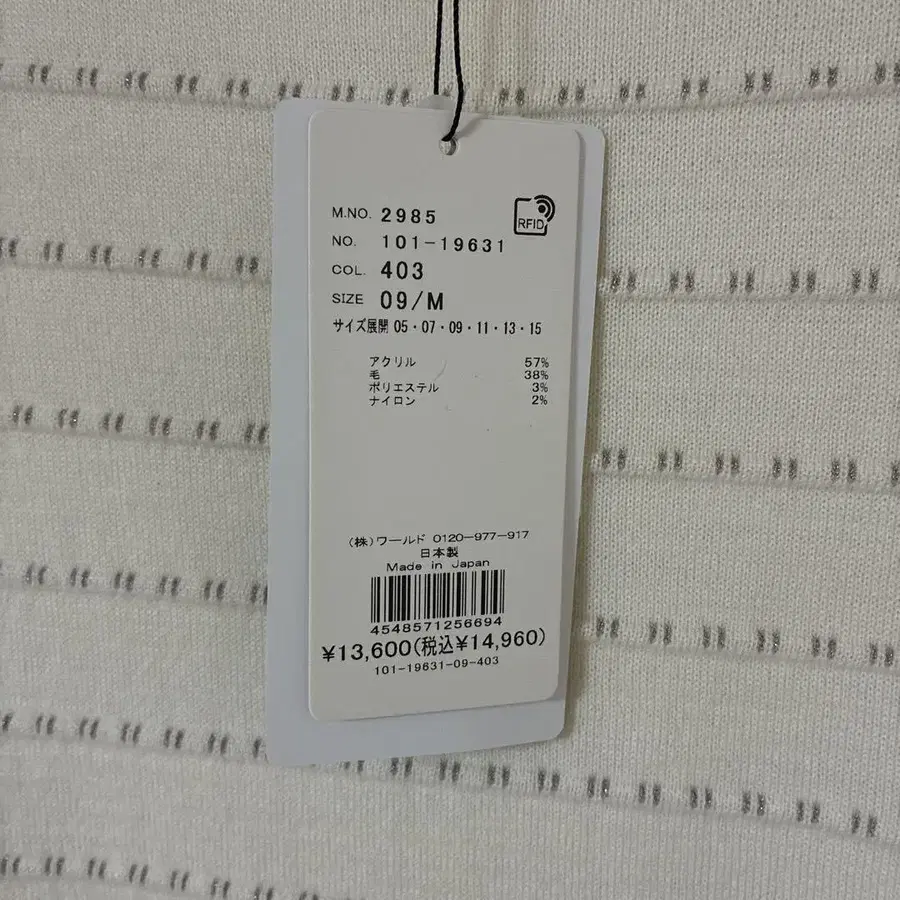 M.NO. 2985
RFID
NO. 101-19631
COL. 403
SIZE 09/M
サイズ展開 05・07・09・11・13・15
アクリル 57%
毛 38%
ポリエステル 3%
ナイロン 2%
(株)ワールド 0120-977-917
日本製
Made in Japan
4548571256694
¥13,600(税込¥14,960)
101-19631-09-403